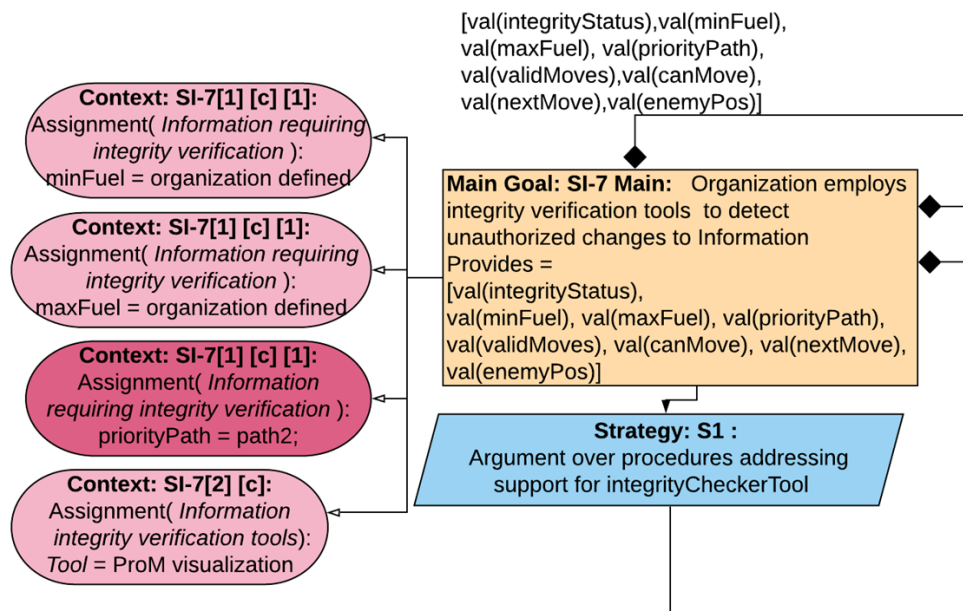 [val(integrityStatus),val(minFuel),
val(maxFuel), val(priorityPath),
val(validMoves),val(canMove),
val(nextMove),val(enemyPos)]
Context: SI-7[1] [c] [1]:
Assignment( Information requiring
integrity verification ):
minFuel = organization defined
Context: SI-7[1] [c] [1]:
Assignment( Information requiring
integrity verification ):
maxFuel = organization defined
Context: SI-7[1] [c] [1]:
Assignment( Information
requiring integrity verification ):
priorityPath = path2;
Context: SI-7[2] [c]:
Assignment( Information
integrity verification tools):
Tool = ProM visualization
Main Goal: SI-7 Main: Organization employs
integrity verification tools to detect
unauthorized changes to Information
Provides =
[val(integrityStatus),
val(minFuel), val(maxFuel), val(priorityPath),
val(validMoves), val(canMove), val(nextMove),
val(enemyPos)]
Strategy: S1 :
Argument over procedures addressing
support for integrityCheckerTool